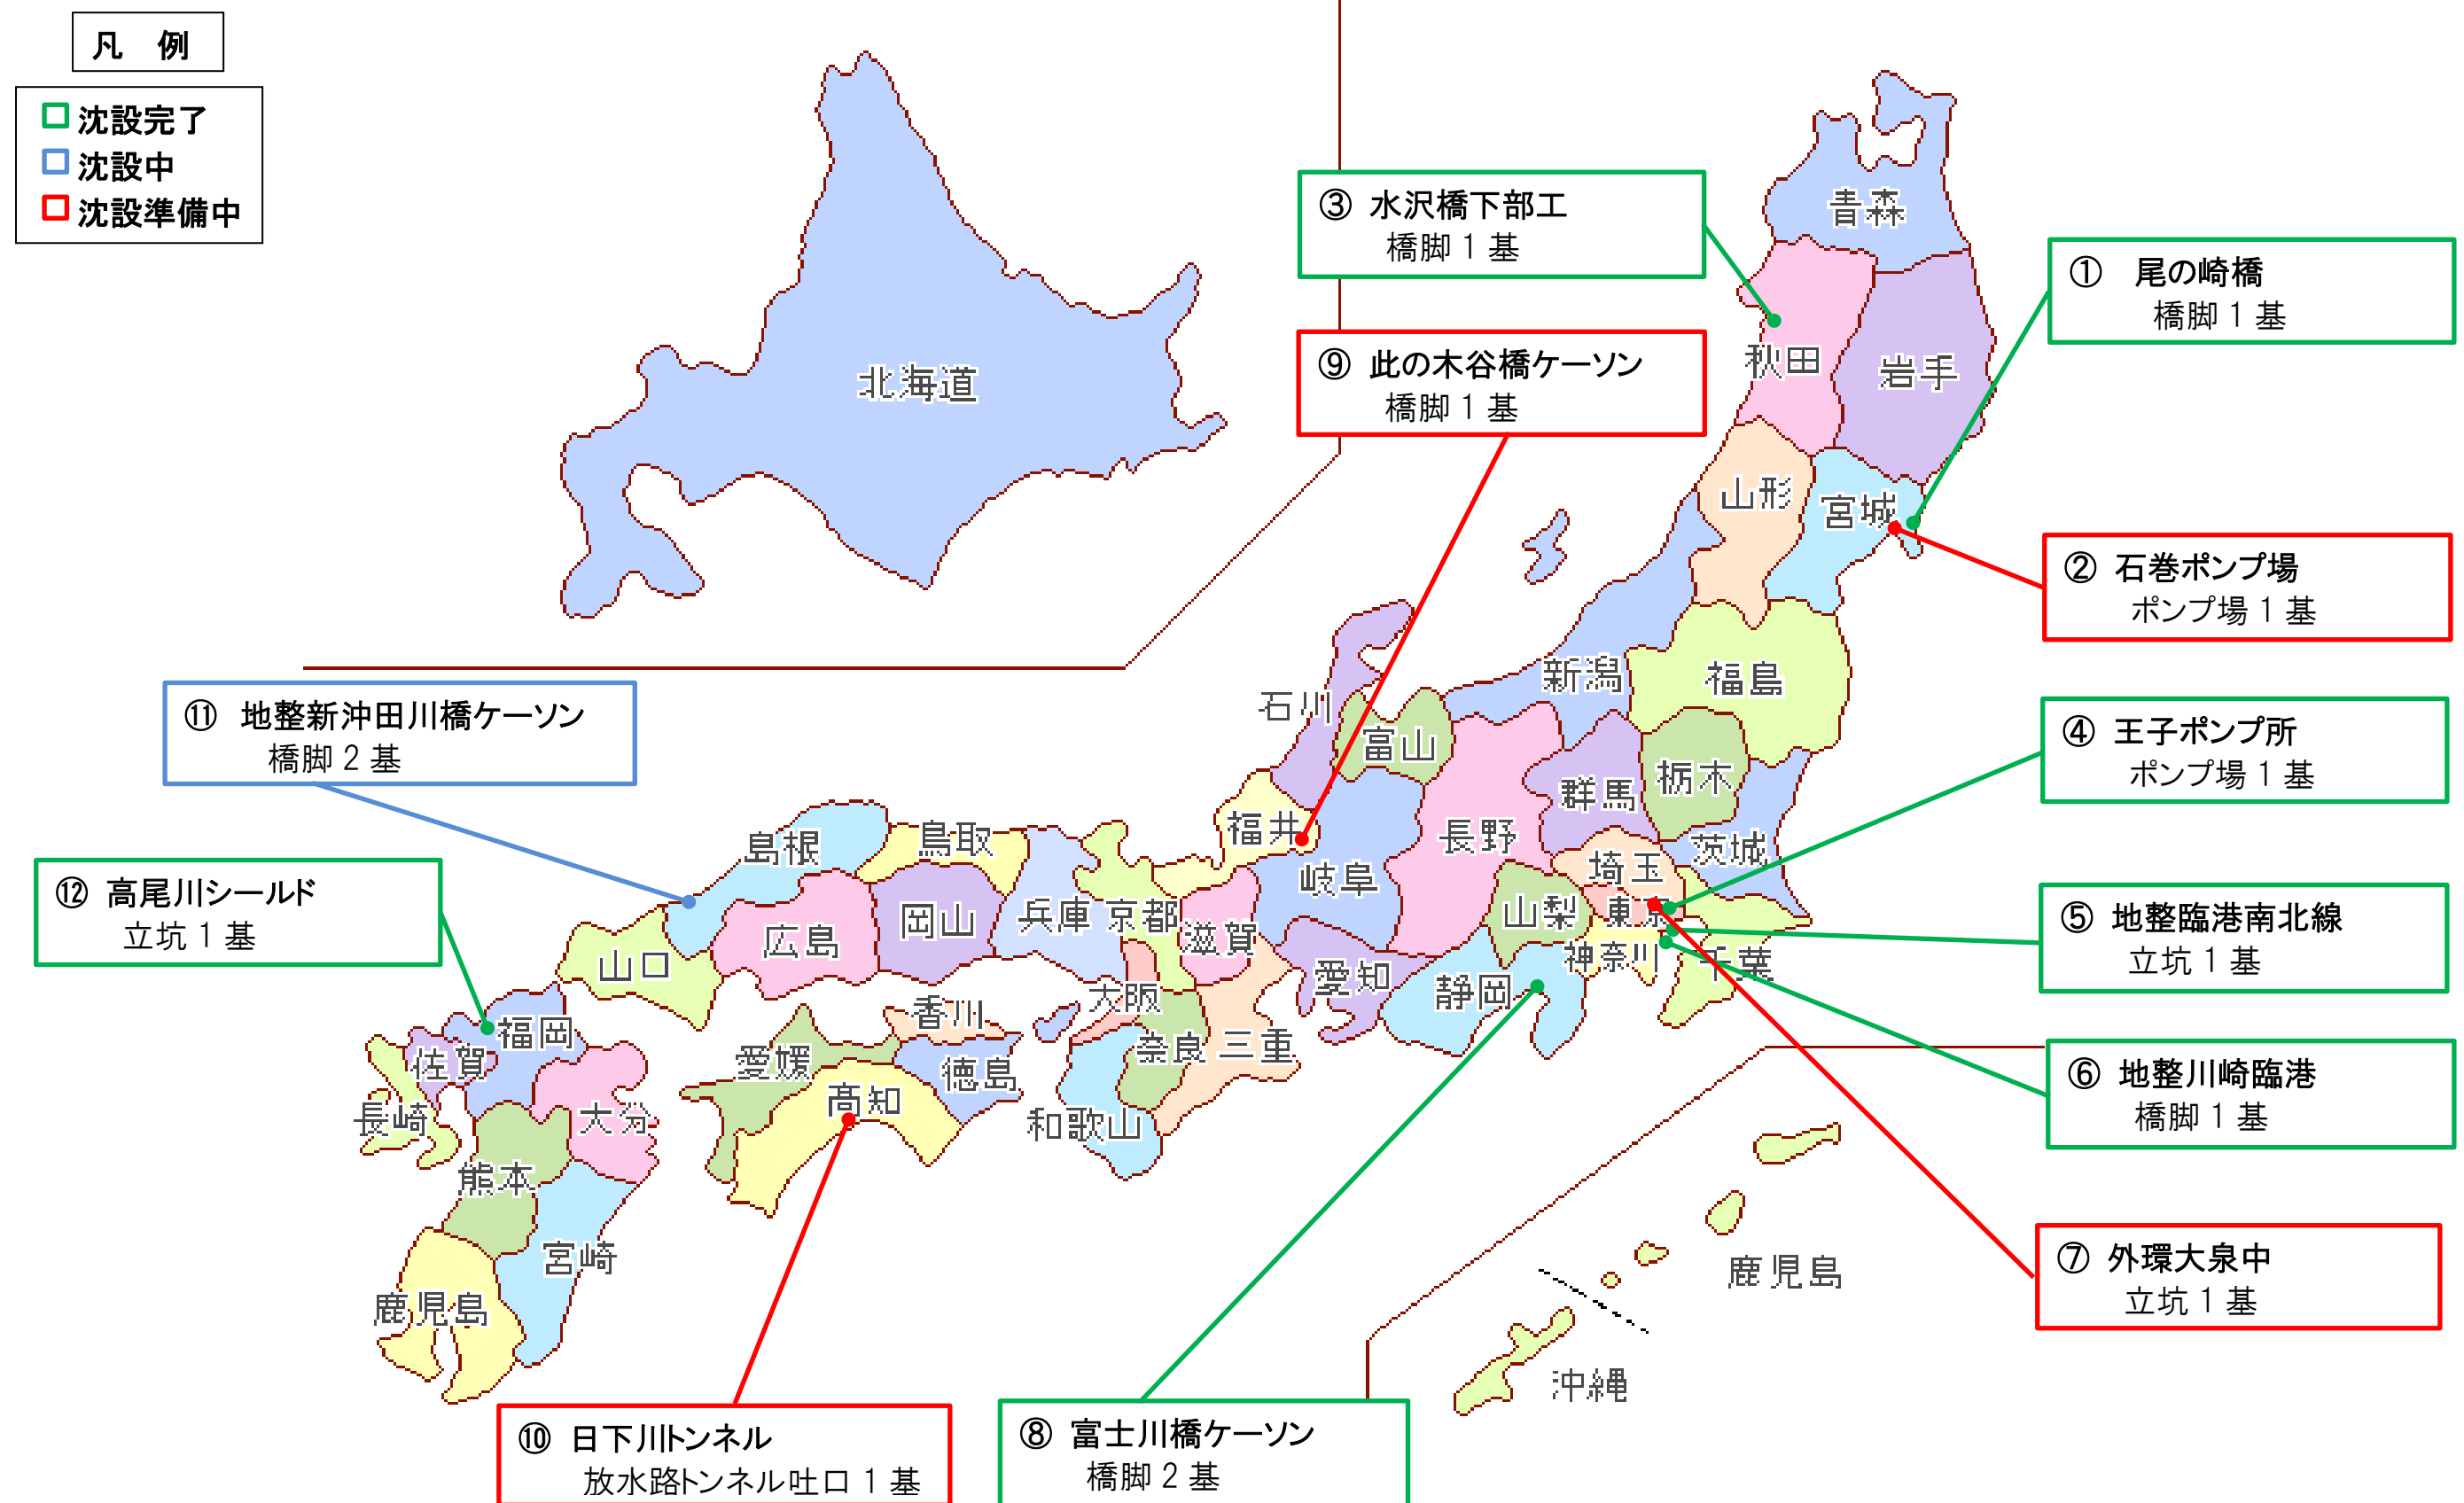 凡　例
沈設完了
沈設中
沈設準備中
③ 水沢橋下部工
橋脚 1 基
① 尾の崎橋
橋脚 1 基
⑨ 此の木谷橋ケーソン
橋脚 1 基
② 石巻ポンプ場
ポンプ場 1 基
⑪ 地整新沖田川橋ケーソン
橋脚 2 基
④ 王子ポンプ所
ポンプ場 1 基
⑫ 高尾川シールド
立坑 1 基
⑤ 地整臨港南北線
立坑 1 基
⑥ 地整川崎臨港
橋脚 1 基
⑦ 外環大泉中
立坑 1 基
⑩ 日下川トンネル
放水路トンネル吐口 1 基
⑧ 富士川橋ケーソン
橋脚 2 基
北海道
青森
秋田
岩手
山形
宮城
新潟
福島
石川
富山
群馬
栃木
茨城
福井
長野
埼玉
岐阜
山梨
東京
神奈川
千葉
静岡
愛知
島根
鳥取
兵庫
京都
滋賀
岡山
広島
山口
大阪
奈良
三重
和歌山
香川
愛媛
徳島
高知
福岡
佐賀
長崎
大分
熊本
宮崎
鹿児島
鹿児島
沖縄